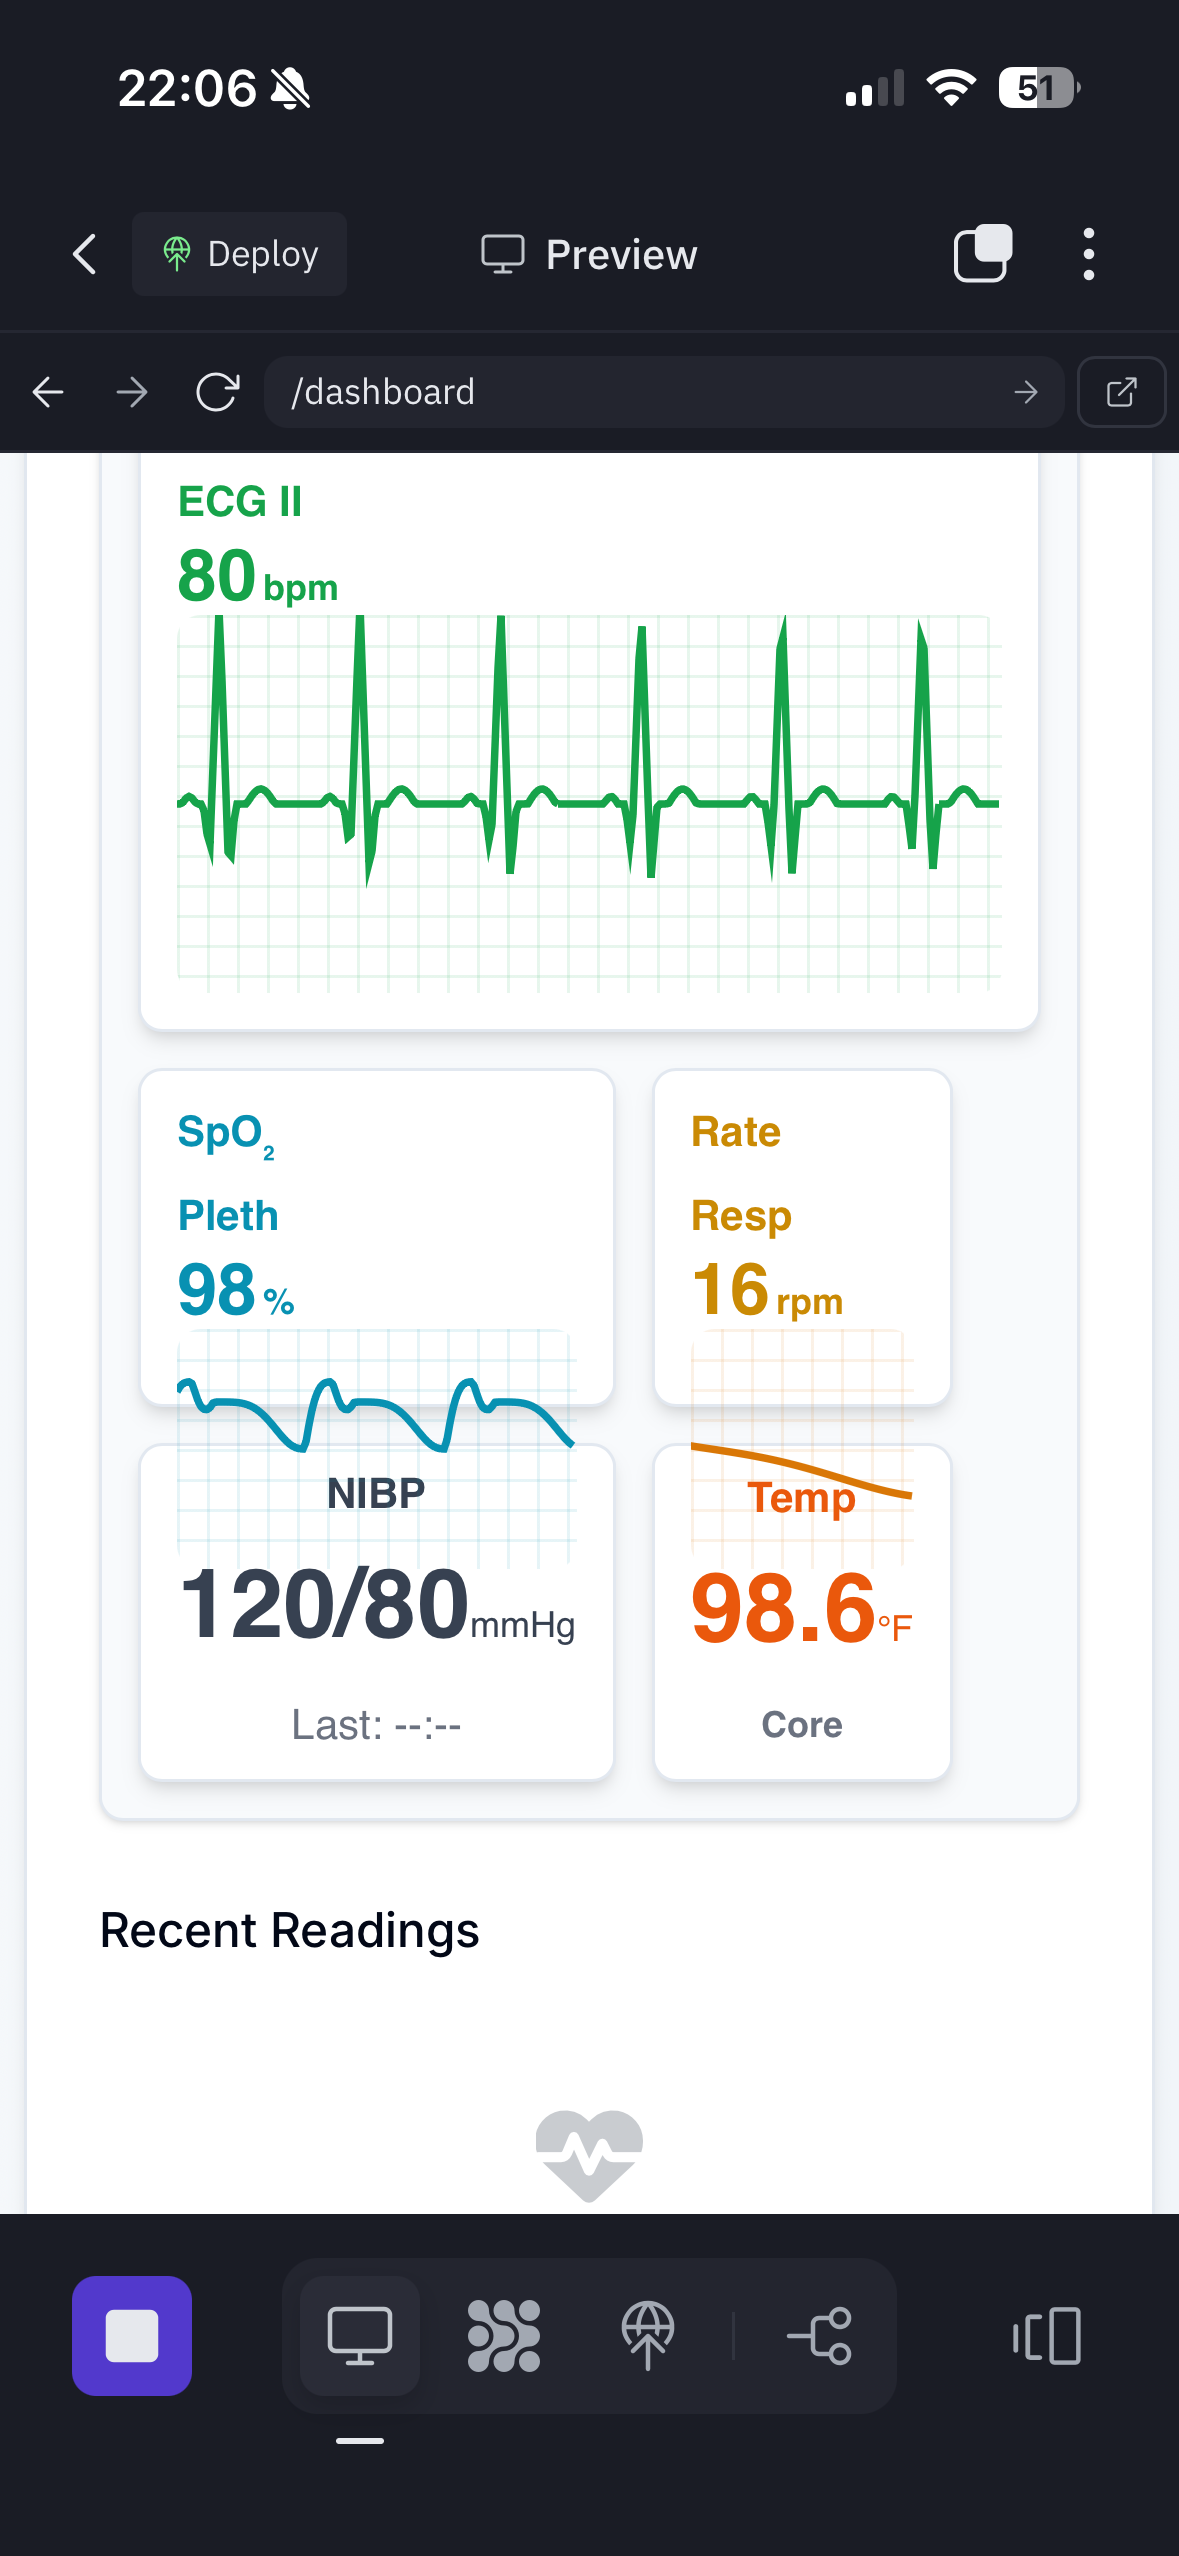 22:06
51
Deploy
Preview
/dashboard
ECG II
80 bpm
SpO₂
Pleth
98 %
Rate
Resp
16 rpm
NIBP
120/80 mmHg
Last: --:--
Temp
98.6 °F
Core
Recent Readings